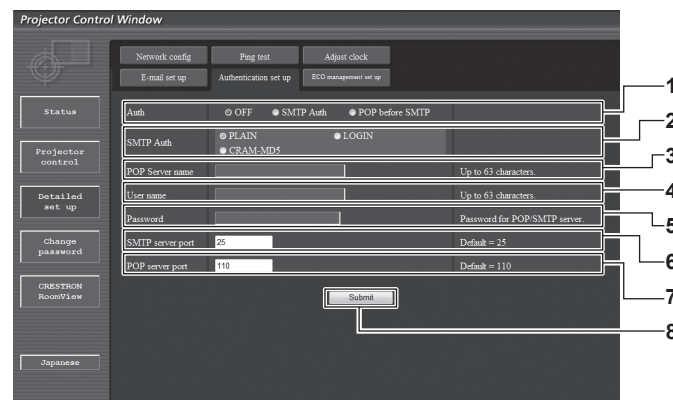 Projector Control Window
Network config Ping test Adjust clock
E-mail set up Authentication set up ECO management set up
Status
Projector control
Detailed set up
Change password
CRESTRON RoomView
Japanese
Auth OFF SMTP Auth POP before SMTP 1
SMTP Auth PLAIN LOGIN CRAM-MD5 2
POP Server name Up to 63 characters. 3
User name Up to 63 characters. 4
Password Password for POP/SMTP server. 5
SMTP server port 25 Default = 25 6
POP server port 110 Default = 110 7
Submit 8